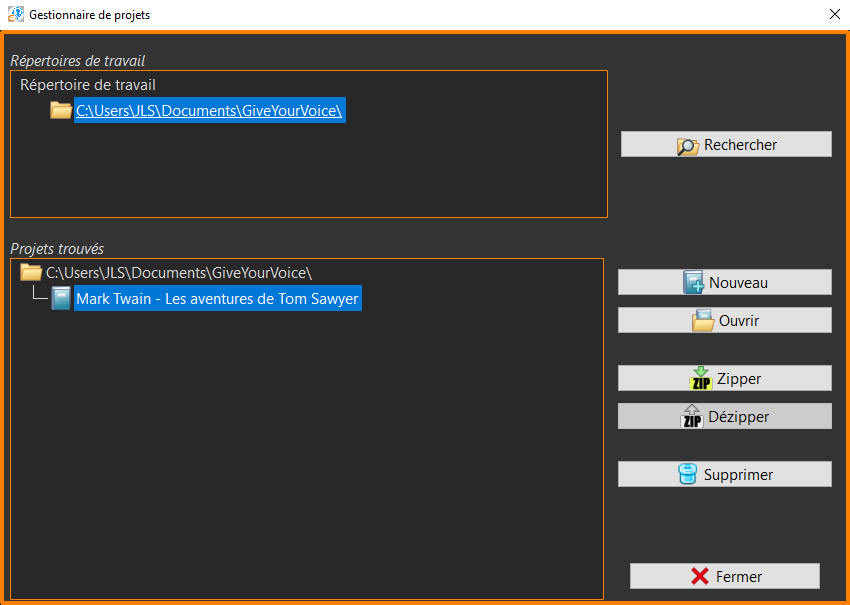 Gestionnaire de projets
Répertoires de travail
Répertoire de travail
C:\Users\JLS\Documents\GiveYourVoice\
Rechercher
Projets trouvés
C:\Users\JLS\Documents\GiveYourVoice\
Mark Twain - Les aventures de Tom Sawyer
Nouveau
Ouvrir
ZIP Zipper
ZIP Dézipper
Supprimer
Fermer